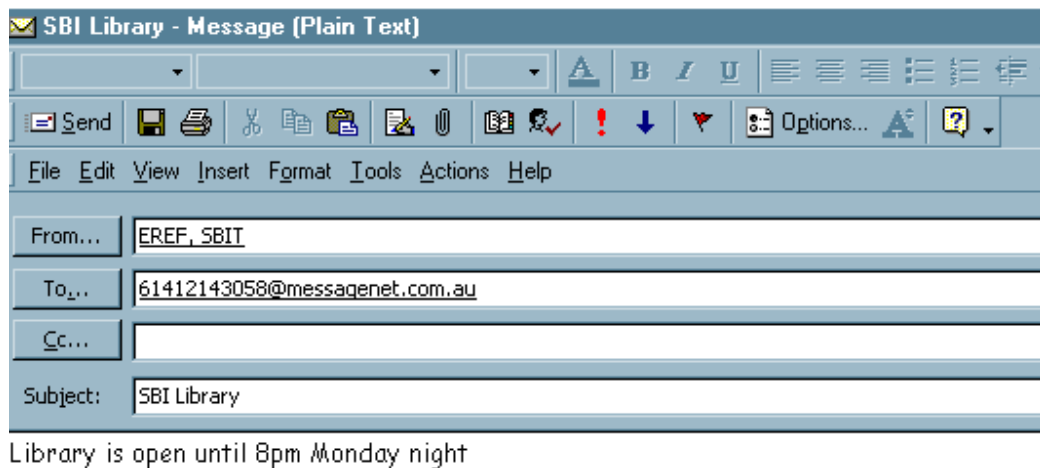 SBI Library - Message (Plain Text)
A B I U
Send Options... A
File Edit View Insert Format Tools Actions Help
From... EREF, SBIT
To... 61412143058@messagenet.com.au
Cc...
Subject: SBI Library
Library is open until 8pm Monday night